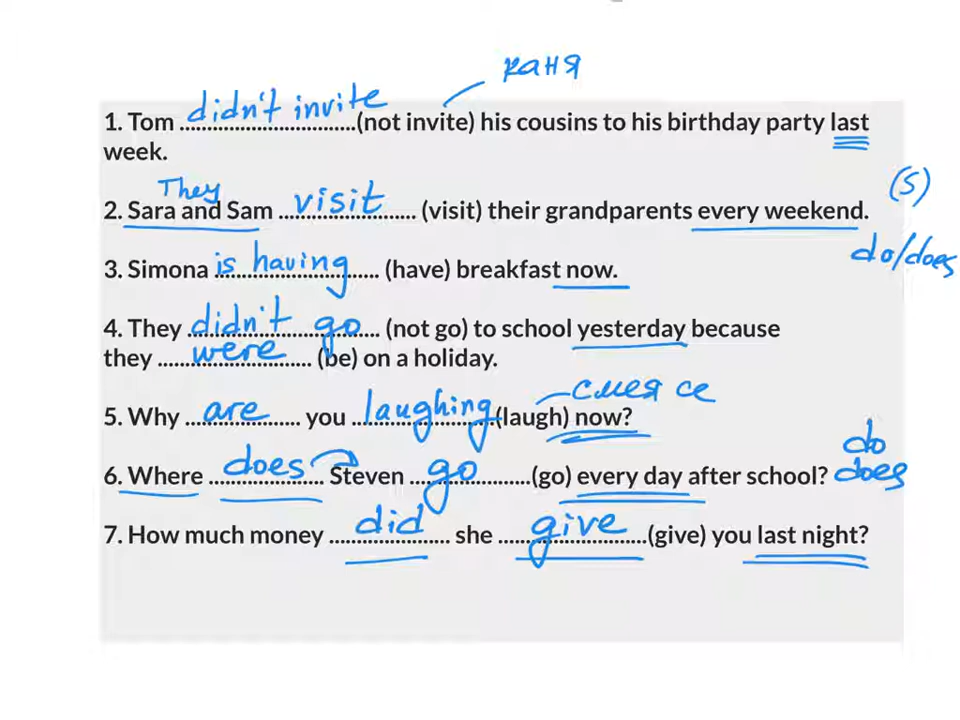 каня
didn't invite
1. Tom ................................(not invite) his cousins to his birthday party last
week.
They
(s)
2. Sara and Sam visit ......................... (visit) their grandparents every weekend.
do/does
3. Simona is having .............................. (have) breakfast now.
4. They didn't go .............................. (not go) to school yesterday because
they were ............................ (be) on a holiday.
смея се
5. Why are ..................... you laughing .........................(laugh) now?
do
6. Where does ..................... Steven go ......................(go) every day after school? does
7. How much money did ...................... she give ...........................(give) you last night?